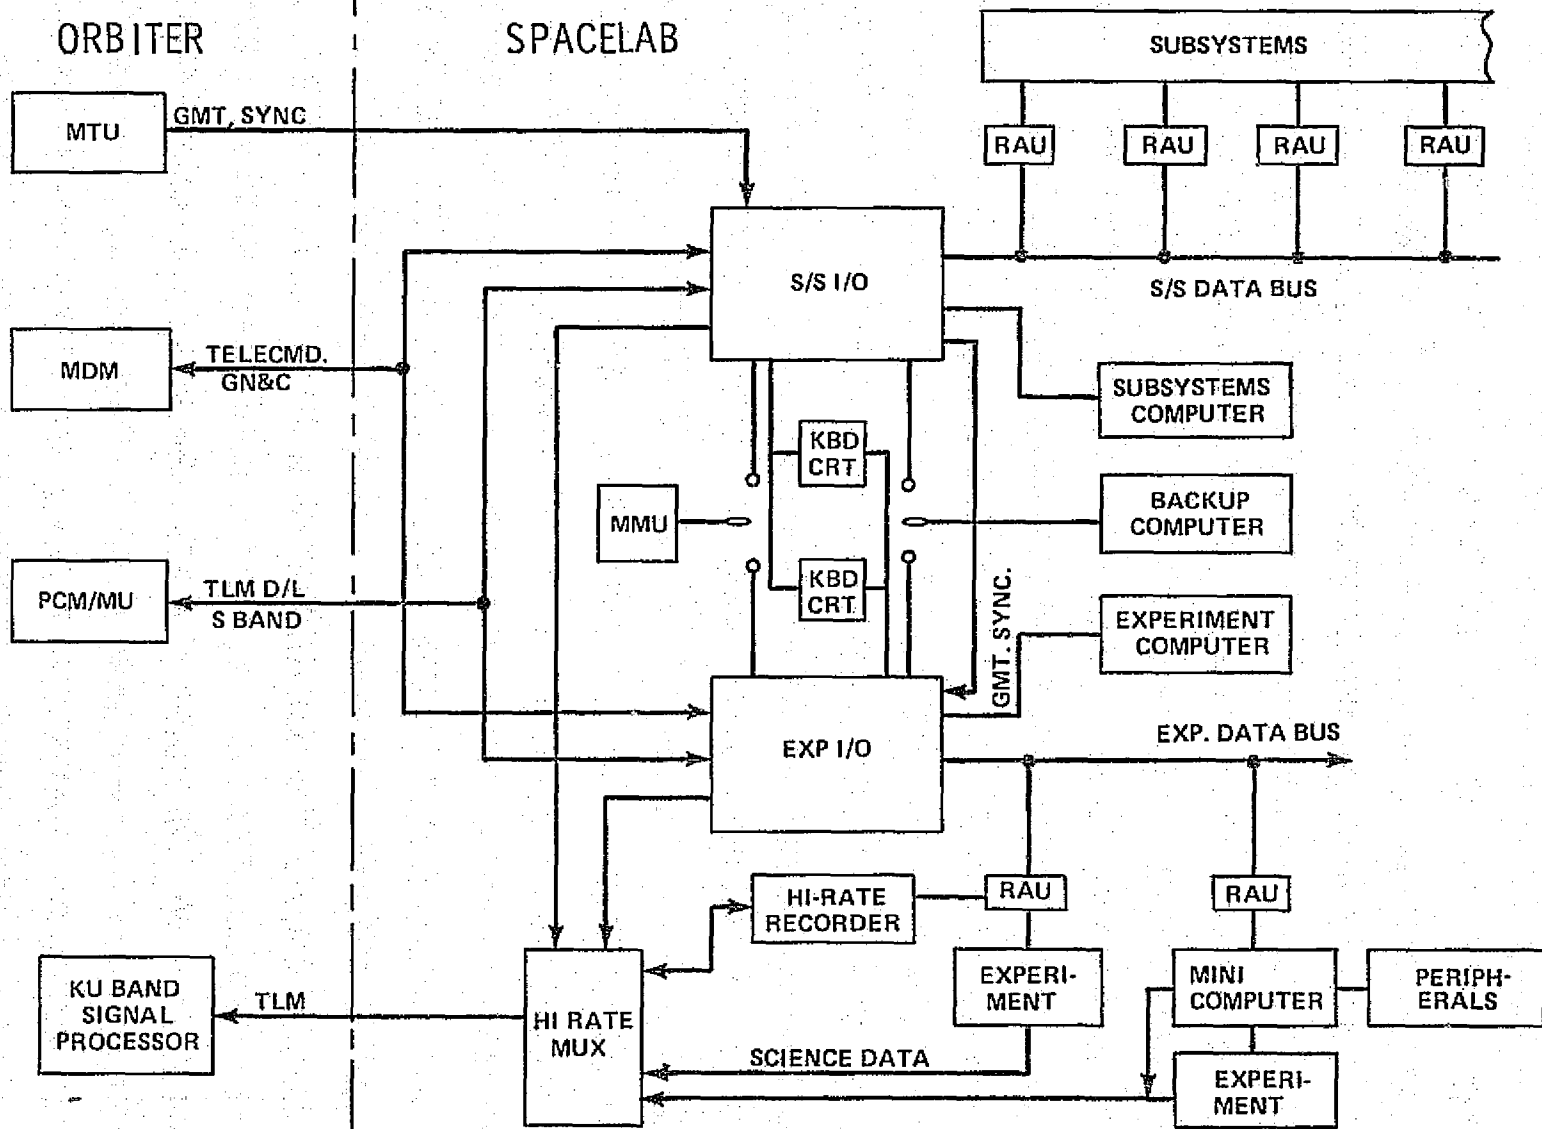 ORBITER
SPACELAB
SUBSYSTEMS
MTU
GMT, SYNC
RAU
RAU
RAU
RAU
S/S I/O
S/S DATA BUS
MDM
TELECMD.
GN&C
SUBSYSTEMS
COMPUTER
KBD
CRT
MMU
BACKUP
COMPUTER
PCM/MU
TLM D/L
S BAND
KBD
CRT
GMT. SYNC.
EXPERIMENT
COMPUTER
EXP I/O
EXP. DATA BUS
HI-RATE
RECORDER
RAU
RAU
KU BAND
SIGNAL
PROCESSOR
TLM
HI RATE
MUX
EXPERI-
MENT
MINI
COMPUTER
PERIPH-
ERALS
SCIENCE DATA
EXPERI-
MENT